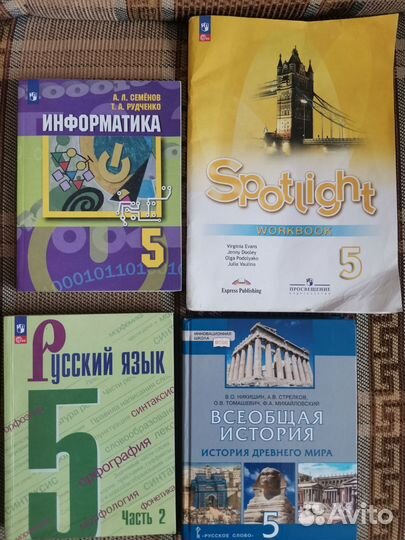 А. Л. СЕМЁНОВ
Т. А. РУДЧЕНКО
ИНФОРМАТИКА
5
0001011010
Spotlight
WORKBOOK
5
Virginia Evans
Jenny Dooley
Olga Podolyako
Julia Vaulina
Express Publishing
ПРОСВЕЩЕНИЕ
Русский язык
5
синтаксис
орфография
морфология
фонетика
Часть 2
ИННОВАЦИОННАЯ
ШКОЛА
В.О. НИКИШИН, А.В. СТРЕЛКОВ,
О.В. ТОМАШЕВИЧ, Ф.А. МИХАЙЛОВСКИЙ
ВСЕОБЩАЯ
ИСТОРИЯ
ИСТОРИЯ ДРЕВНЕГО МИРА
5
«РУССКОЕ СЛОВО»
Avito